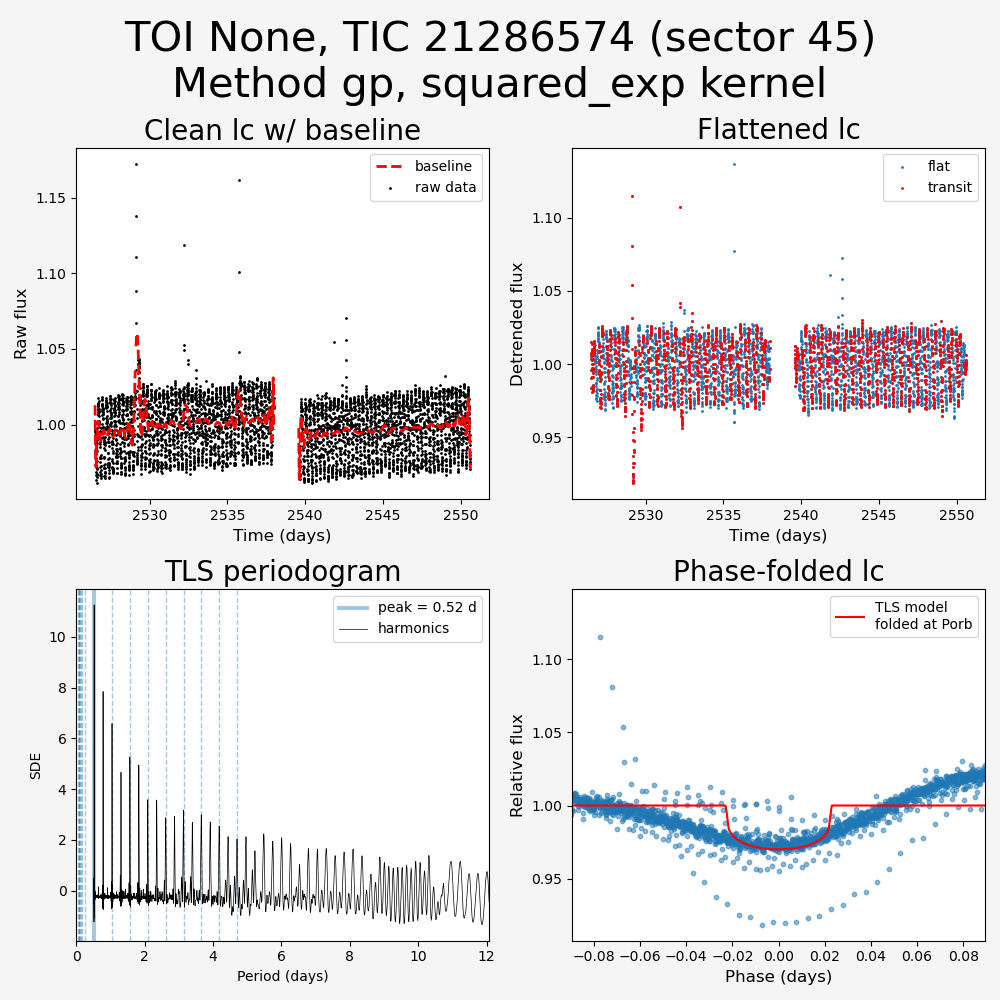 TOI None, TIC 21286574 (sector 45)
Method gp, squared_exp kernel
Clean lc w/ baseline
baseline
raw data
Raw flux
1.15
1.10
1.05
1.00
2530 2535 2540 2545 2550
Time (days)
Flattened lc
flat
transit
Detrended flux
1.10
1.05
1.00
0.95
2530 2535 2540 2545 2550
Time (days)
TLS periodogram
peak = 0.52 d
harmonics
SDE
10
8
6
4
2
0
0 2 4 6 8 10 12
Period (days)
Phase-folded lc
TLS model
folded at Porb
Relative flux
1.10
1.05
1.00
0.95
−0.08 −0.06 −0.04 −0.02 0.00 0.02 0.04 0.06 0.08
Phase (days)